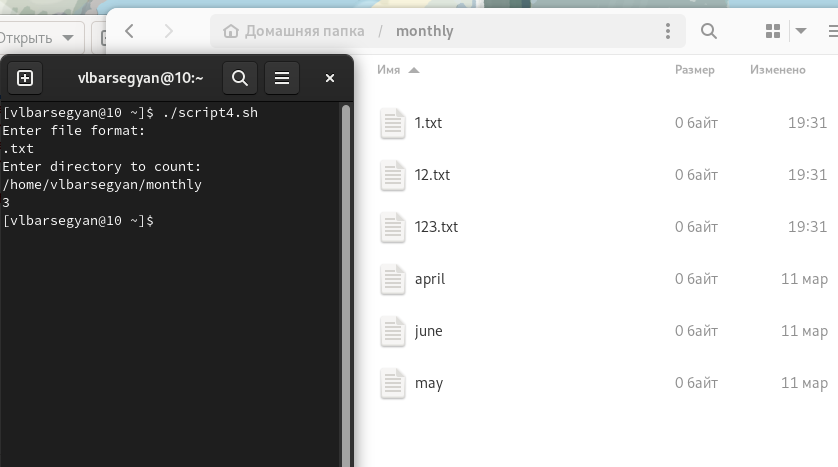 Открыть
Домашняя папка / monthly
vlbarsegyan@10:~
[vlbarsegyan@10 ~]$ ./script4.sh
Enter file format:
.txt
Enter directory to count:
/home/vlbarsegyan/monthly
3
[vlbarsegyan@10 ~]$
Имя Размер Изменено
1.txt 0 байт 19:31
12.txt 0 байт 19:31
123.txt 0 байт 19:31
april 0 байт 11 мар
june 0 байт 11 мар
may 0 байт 11 мар